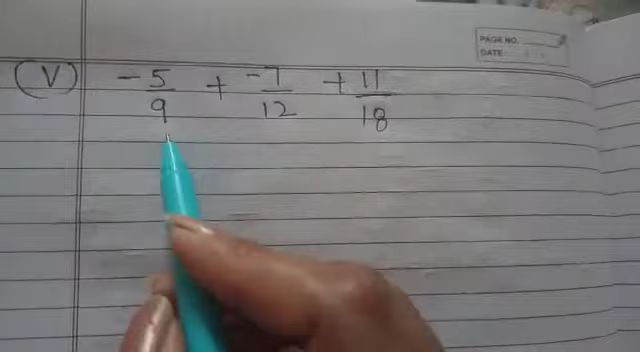 PAGE NO.
DATE
(V) -5/9 + -7/12 + 11/18